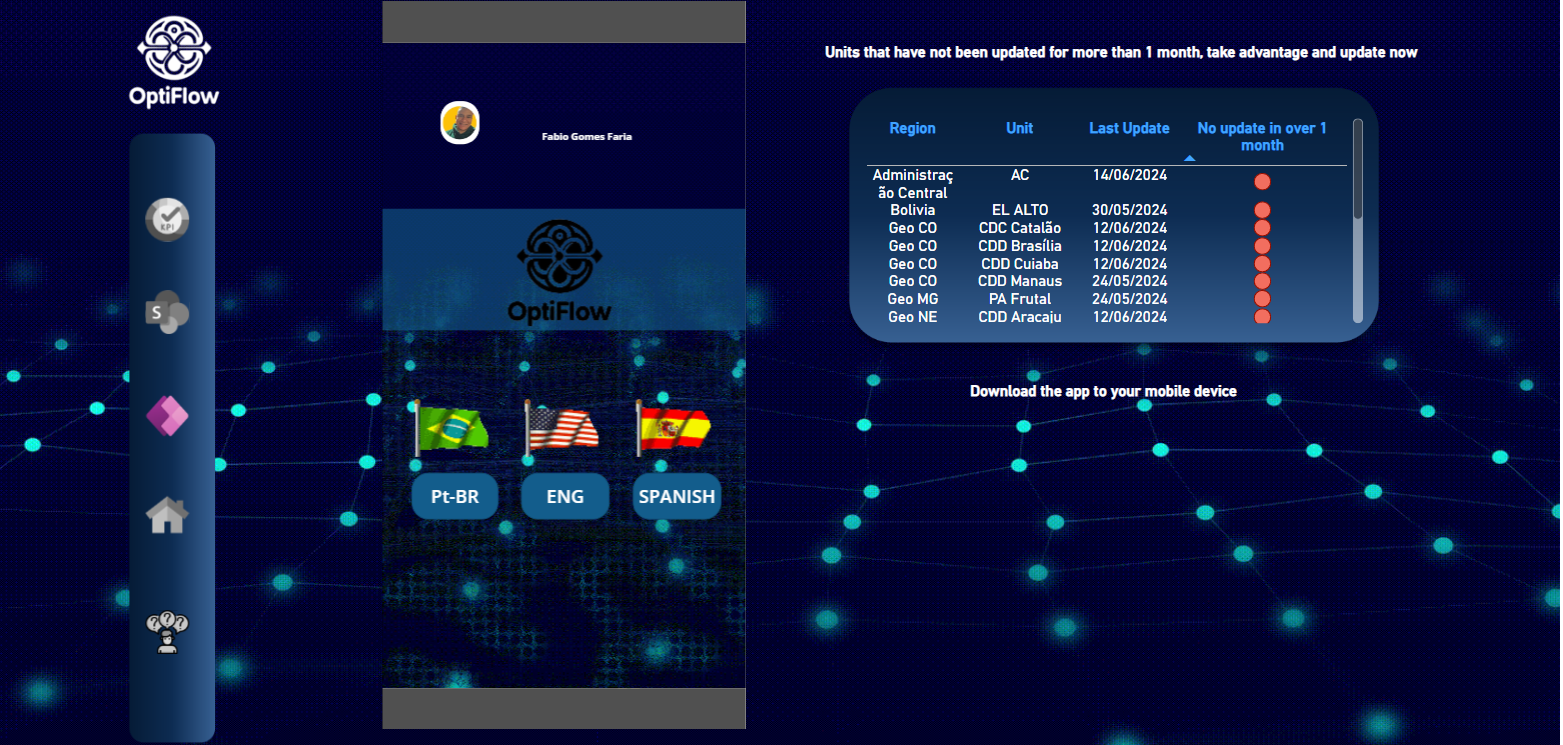 OptiFlow
KPI
S
Fabio Gomes Faria
OptiFlow
Pt-BR
ENG
SPANISH
Units that have not been updated for more than 1 month, take advantage and update now
Region Unit Last Update No update in over 1
month
Administraç AC 14/06/2024
ão Central
Bolivia EL ALTO 30/05/2024
Geo CO CDC Catalão 12/06/2024
Geo CO CDD Brasília 12/06/2024
Geo CO CDD Cuiaba 12/06/2024
Geo CO CDD Manaus 24/05/2024
Geo MG PA Frutal 24/05/2024
Geo NE CDD Aracaju 12/06/2024
Download the app to your mobile device